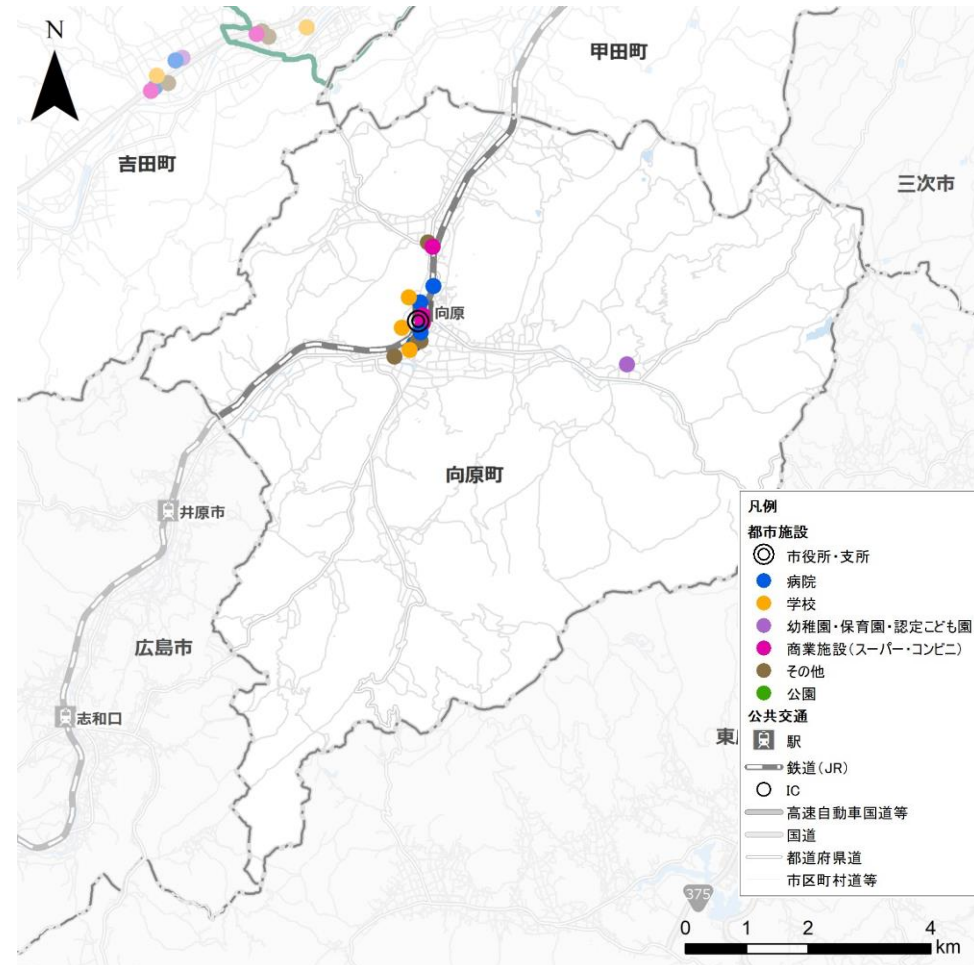 N
甲田町
吉田町
三次市
向原
向原町
井原市
広島市
志和口
東
375
凡例
都市施設
市役所・支所
病院
学校
幼稚園・保育園・認定こども園
商業施設(スーパー・コンビニ)
その他
公園
公共交通
駅
鉄道(JR)
IC
高速自動車国道等
国道
都道府県道
市区町村道等
0 1 2 4
km